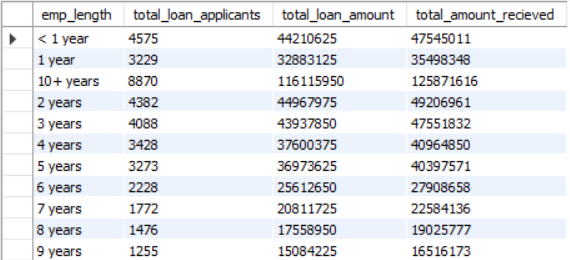 emp_length total_loan_applicants total_loan_amount total_amount_recieved
< 1 year 4575 44210625 47545011
1 year 3229 32883125 35498348
10+ years 8870 116115950 125871616
2 years 4382 44967975 49206961
3 years 4088 43937850 47551832
4 years 3428 37600375 40964850
5 years 3273 36973625 40397571
6 years 2228 25612650 27908658
7 years 1772 20811725 22584136
8 years 1476 17558950 19025777
9 years 1255 15084225 16516173